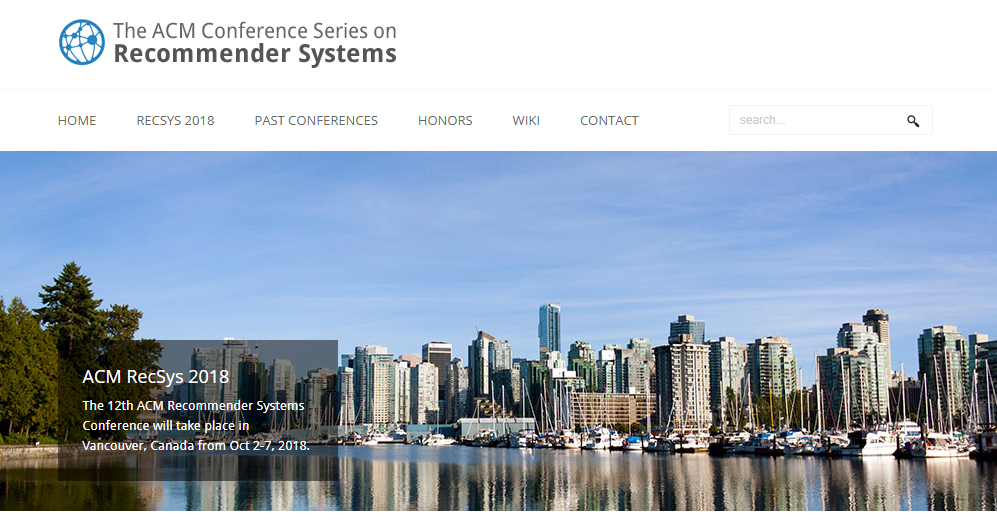 The ACM Conference Series on
Recommender Systems
HOME RECSYS 2018 PAST CONFERENCES HONORS WIKI CONTACT search...
ACM RecSys 2018
The 12th ACM Recommender Systems
Conference will take place in
Vancouver, Canada from Oct 2-7, 2018.